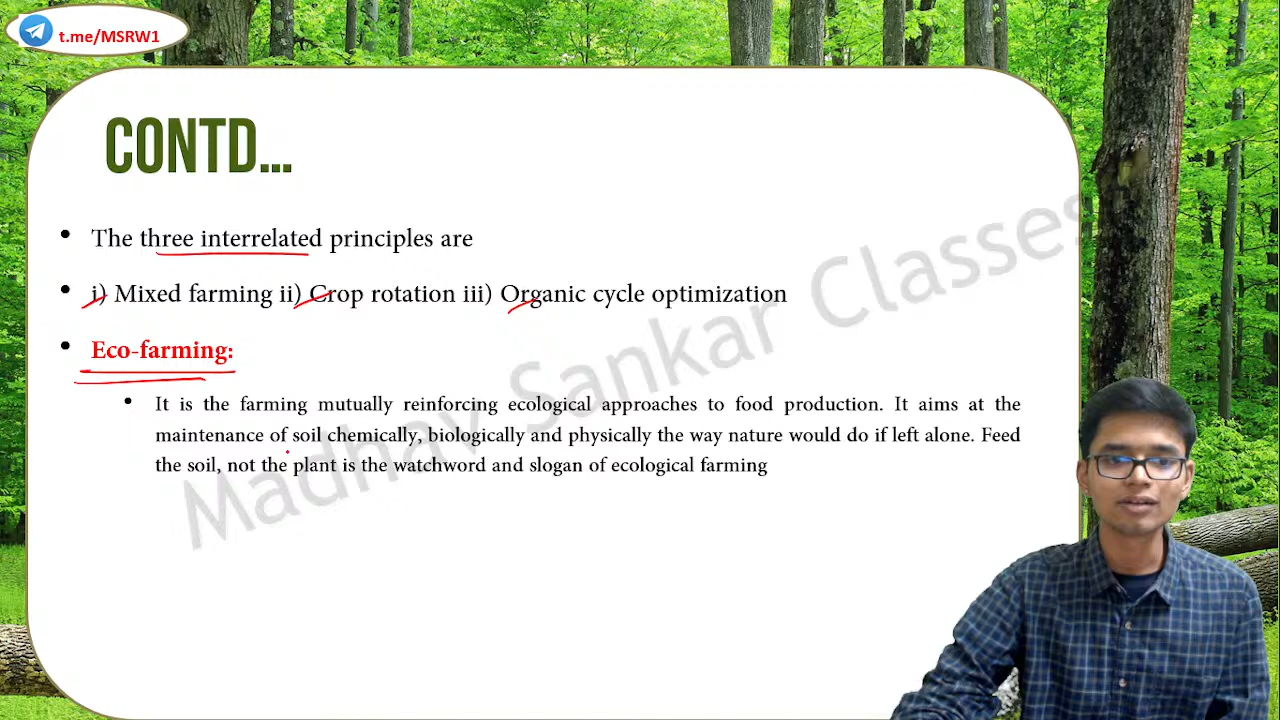 t.me/MSRW1
CONTD...
• The three interrelated principles are
• i) Mixed farming ii) Crop rotation iii) Organic cycle optimization
• Eco-farming:
• It is the farming mutually reinforcing ecological approaches to food production. It aims at the
maintenance of soil chemically, biologically and physically the way nature would do if left alone. Feed
the soil, not the plant is the watchword and slogan of ecological farming
Madhav Sankar Classes